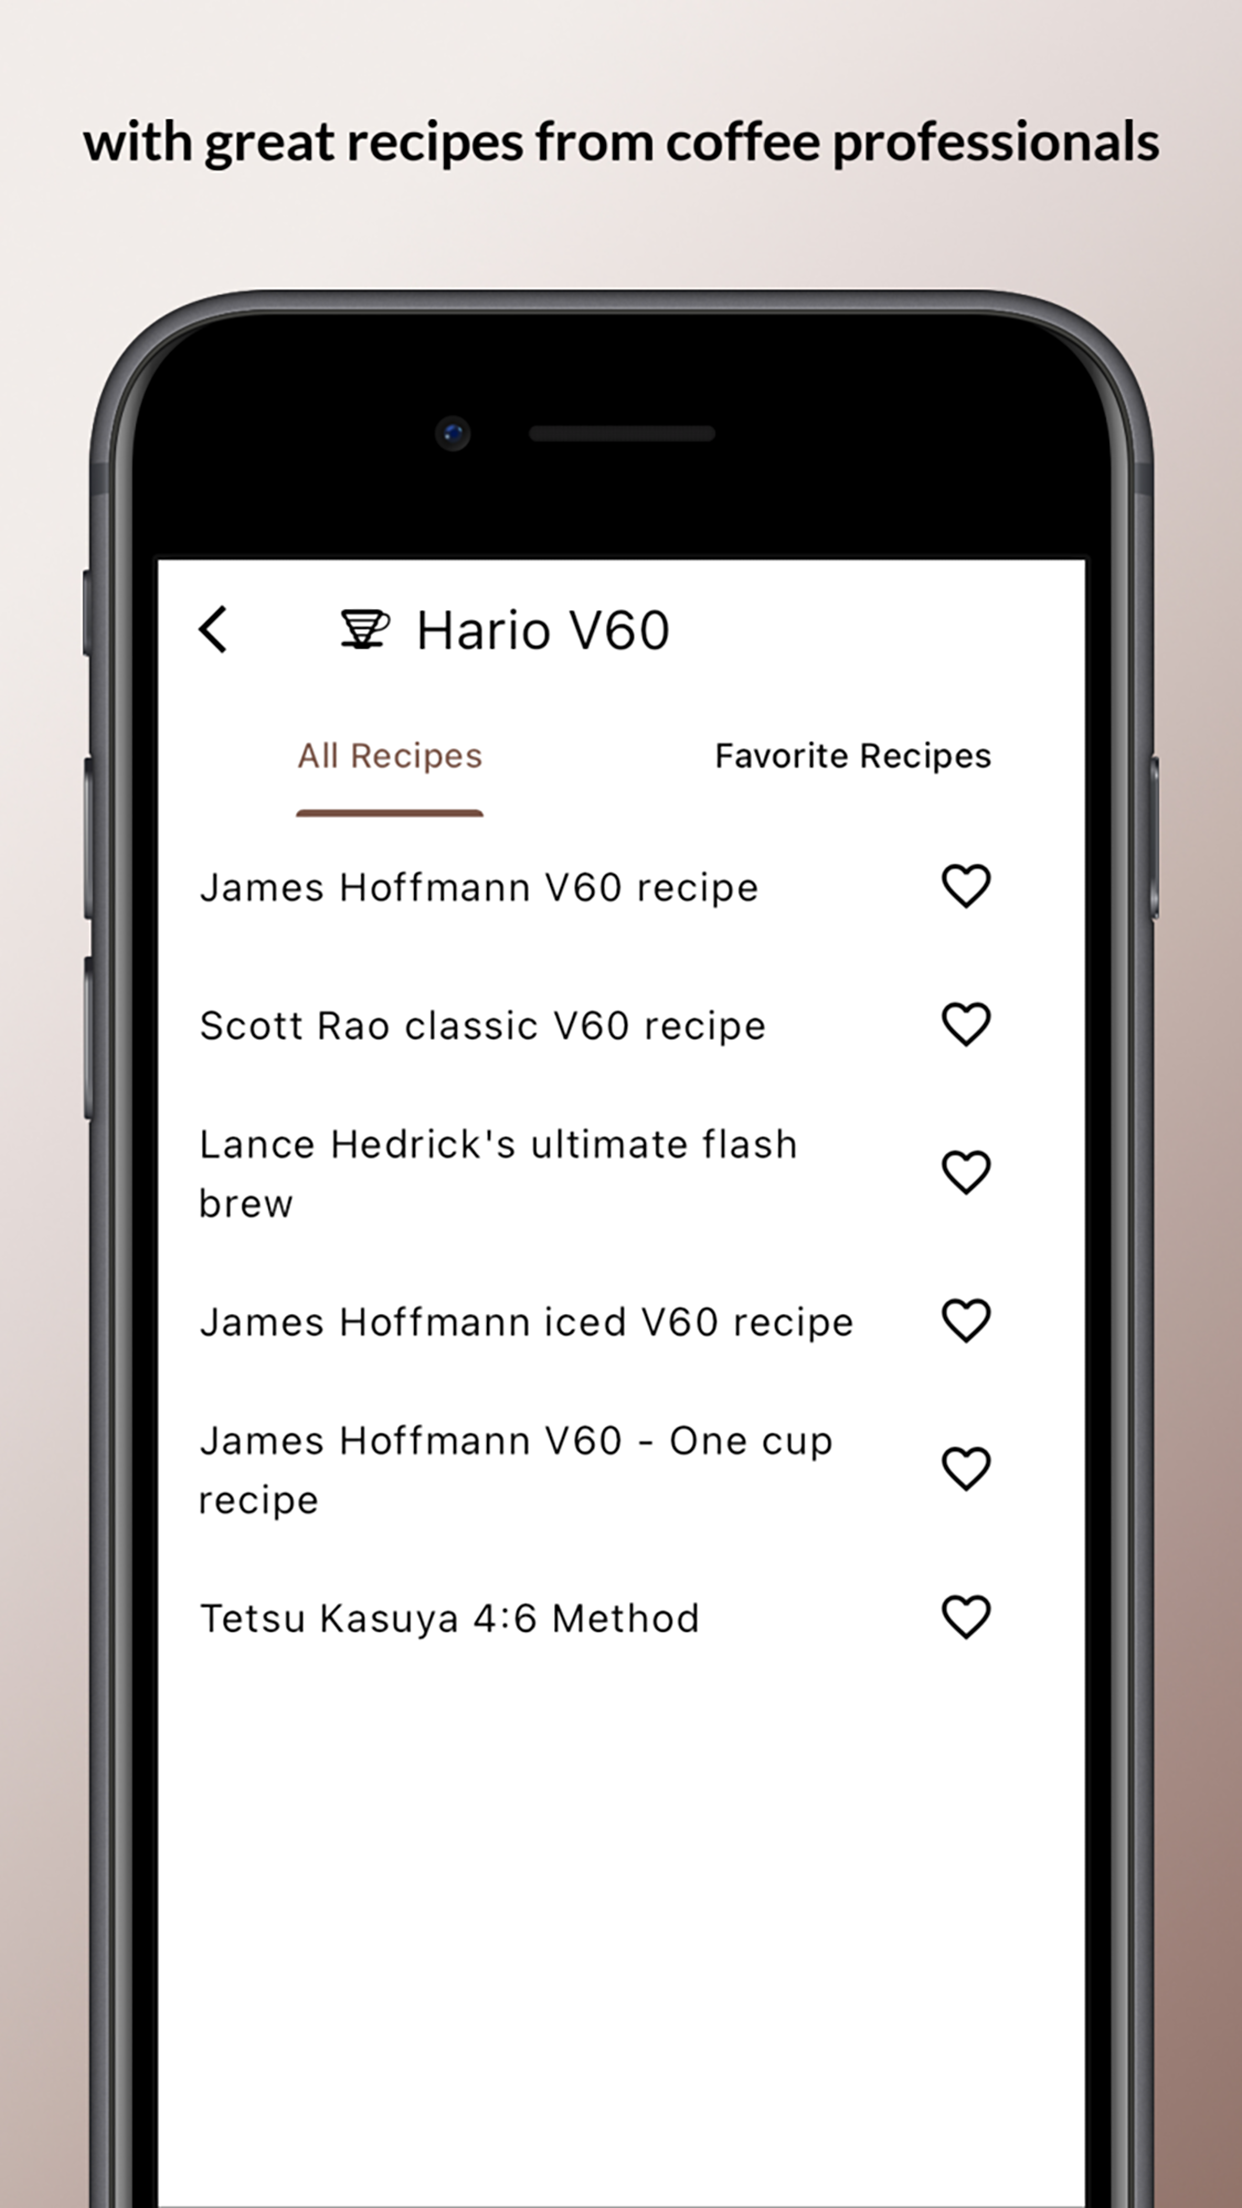 with great recipes from coffee professionals
Hario V60
All Recipes
Favorite Recipes
James Hoffmann V60 recipe
Scott Rao classic V60 recipe
Lance Hedrick's ultimate flash
brew
James Hoffmann iced V60 recipe
James Hoffmann V60 - One cup
recipe
Tetsu Kasuya 4:6 Method